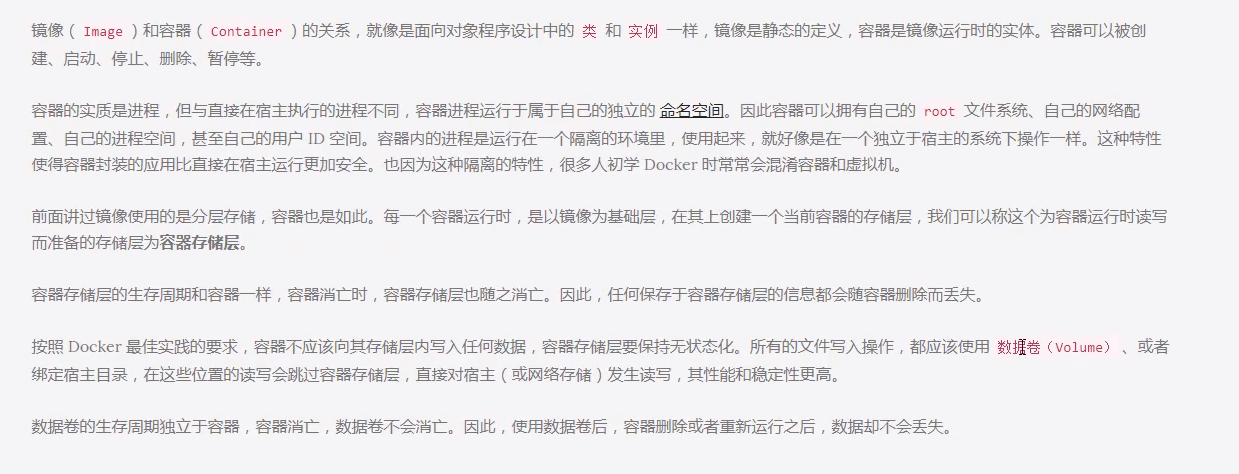 镜像（ Image ）和容器（ Container ）的关系，就像是面向对象程序设计中的 类 和 实例 一样，镜像是静态的定义，容器是镜像运行时的实体。容器可以被创
建、启动、停止、删除、暂停等。
容器的实质是进程，但与直接在宿主执行的进程不同，容器进程运行于属于自己的独立的 命名空间。因此容器可以拥有自己的 root 文件系统、自己的网络配
置、自己的进程空间，甚至自己的用户 ID 空间。容器内的进程是运行在一个隔离的环境里，使用起来，就好像是在一个独立于宿主的系统下操作一样。这种特性
使得容器封装的应用比直接在宿主运行更加安全。也因为这种隔离的特性，很多人初学 Docker 时常常会混淆容器和虚拟机。
前面讲过镜像使用的是分层存储，容器也是如此。每一个容器运行时，是以镜像为基础层，在其上创建一个当前容器的存储层，我们可以称这个为容器运行时读写
而准备的存储层为容器存储层。
容器存储层的生存周期和容器一样，容器消亡时，容器存储层也随之消亡。因此，任何保存于容器存储层的信息都会随容器删除而丢失。
按照 Docker 最佳实践的要求，容器不应该向其存储层内写入任何数据，容器存储层要保持无状态化。所有的文件写入操作，都应该使用 数据卷（Volume） 、或者
绑定宿主目录，在这些位置的读写会跳过容器存储层，直接对宿主（或网络存储）发生读写，其性能和稳定性更高。
数据卷的生存周期独立于容器，容器消亡，数据卷不会消亡。因此，使用数据卷后，容器删除或者重新运行之后，数据却不会丢失。